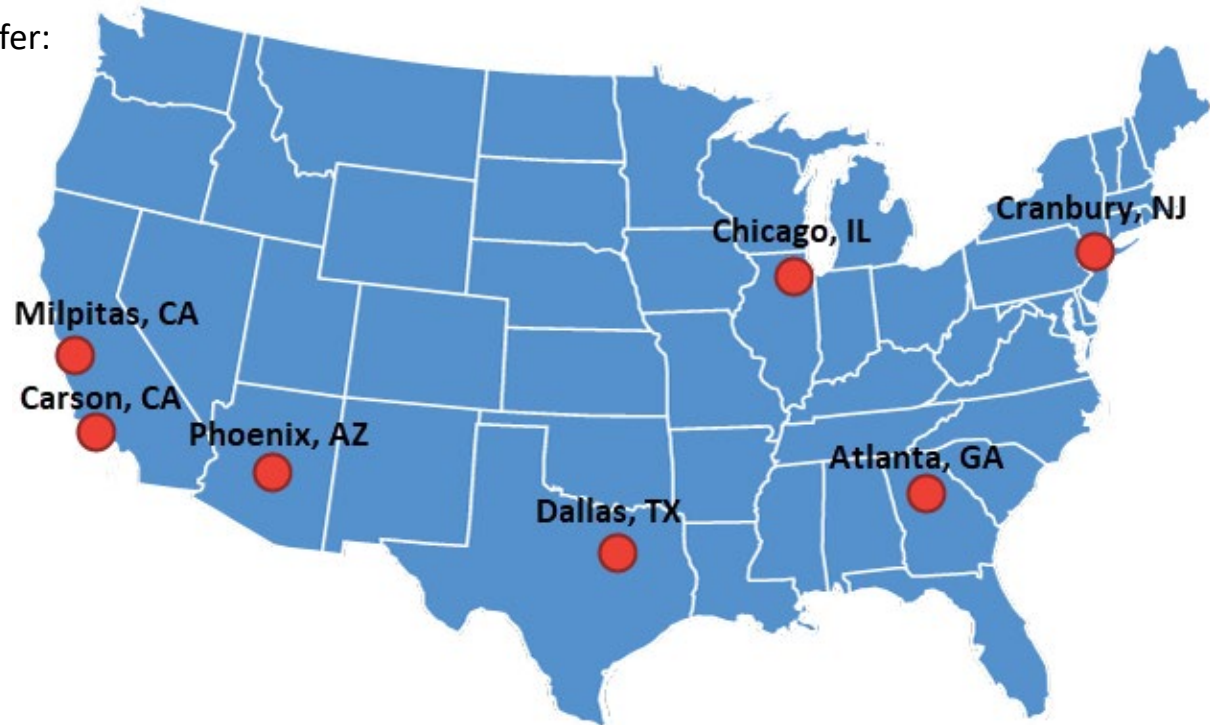 fer:
Cranbury, NJ
Chicago, IL
Milpitas, CA
Carson, CA
Phoenix, AZ
Atlanta, GA
Dallas, TX